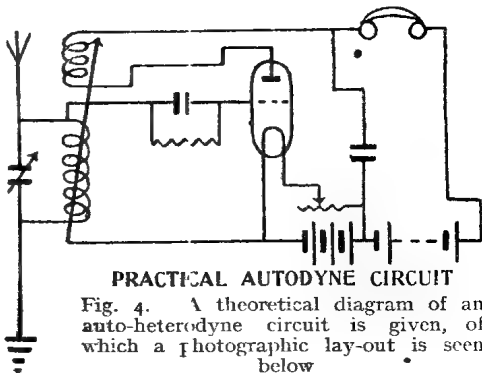 PRACTICAL AUTODYNE CIRCUIT
Fig. 4. A theoretical diagram of an
auto-heterodyne circuit is given, of
which a photographic lay-out is seen
below